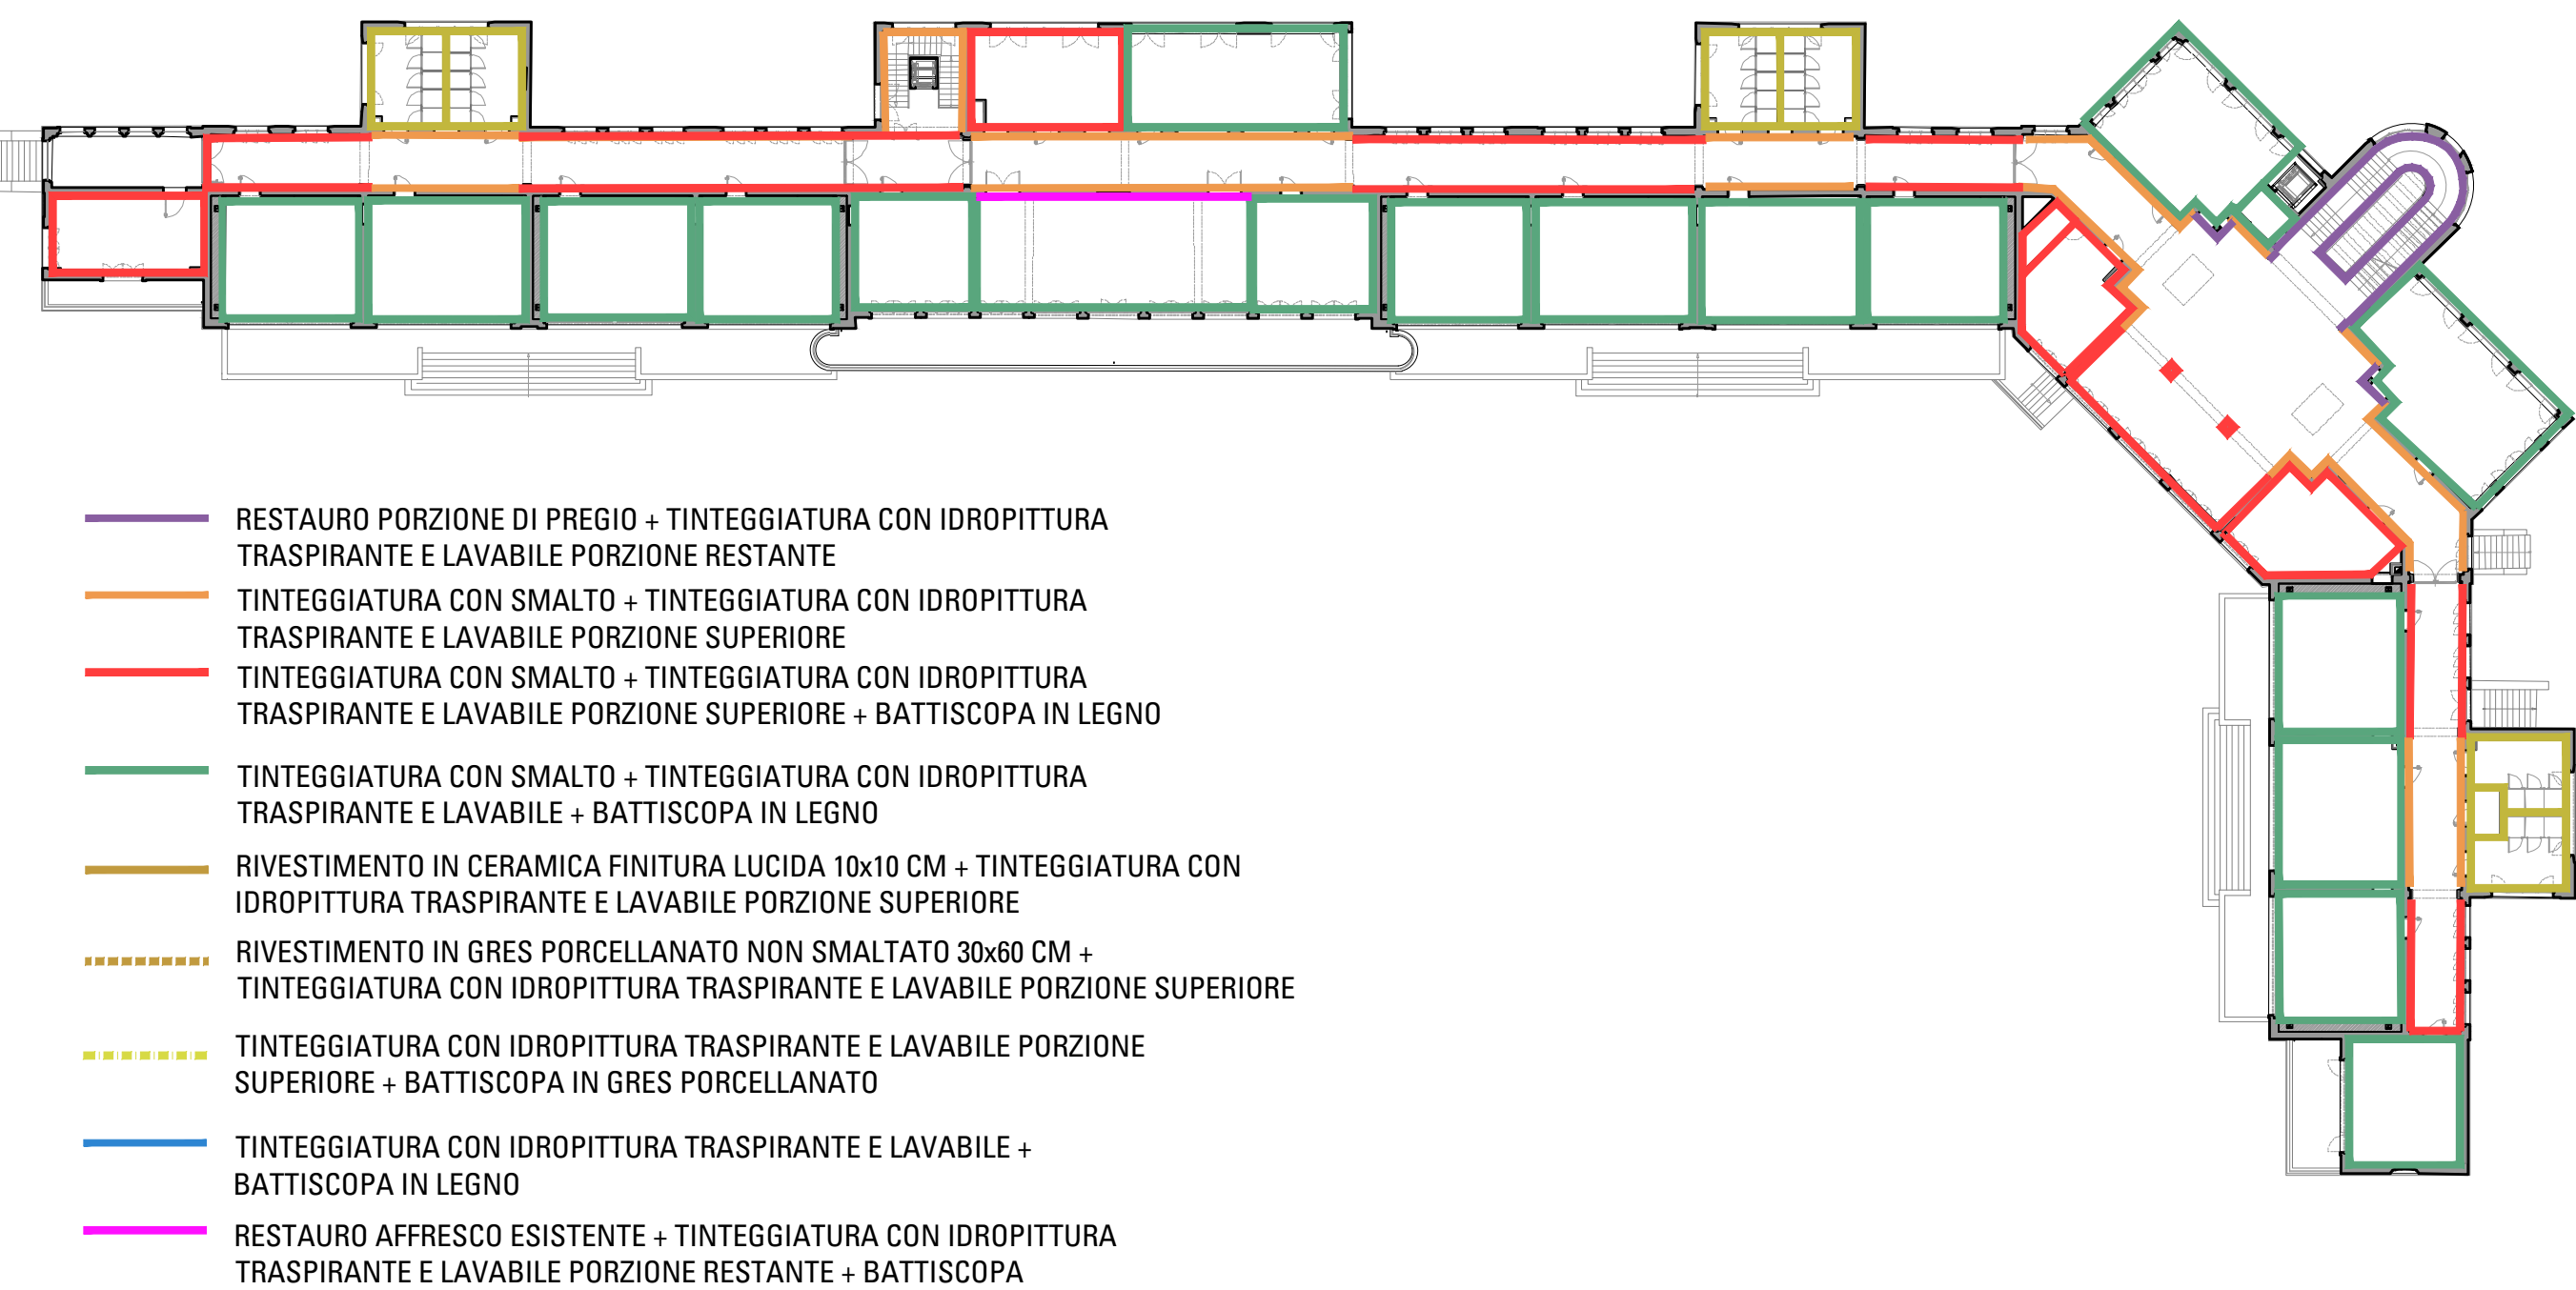 RESTAURO PORZIONE DI PREGIO + TINTEGGIATURA CON IDROPITTURA
TRASPIRANTE E LAVABILE PORZIONE RESTANTE
TINTEGGIATURA CON SMALTO + TINTEGGIATURA CON IDROPITTURA
TRASPIRANTE E LAVABILE PORZIONE SUPERIORE
TINTEGGIATURA CON SMALTO + TINTEGGIATURA CON IDROPITTURA
TRASPIRANTE E LAVABILE PORZIONE SUPERIORE + BATTISCOPA IN LEGNO
TINTEGGIATURA CON SMALTO + TINTEGGIATURA CON IDROPITTURA
TRASPIRANTE E LAVABILE + BATTISCOPA IN LEGNO
RIVESTIMENTO IN CERAMICA FINITURA LUCIDA 10x10 CM + TINTEGGIATURA CON
IDROPITTURA TRASPIRANTE E LAVABILE PORZIONE SUPERIORE
RIVESTIMENTO IN GRES PORCELLANATO NON SMALTATO 30x60 CM +
TINTEGGIATURA CON IDROPITTURA TRASPIRANTE E LAVABILE PORZIONE SUPERIORE
TINTEGGIATURA CON IDROPITTURA TRASPIRANTE E LAVABILE PORZIONE
SUPERIORE + BATTISCOPA IN GRES PORCELLANATO
TINTEGGIATURA CON IDROPITTURA TRASPIRANTE E LAVABILE +
BATTISCOPA IN LEGNO
RESTAURO AFFRESCO ESISTENTE + TINTEGGIATURA CON IDROPITTURA
TRASPIRANTE E LAVABILE PORZIONE RESTANTE + BATTISCOPA